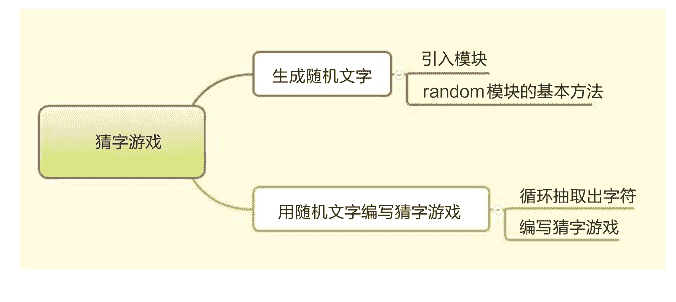 猜字游戏
生成随机文字
引入模块
random模块的基本方法
用随机文字编写猜字游戏
循环抽取出字符
编写猜字游戏